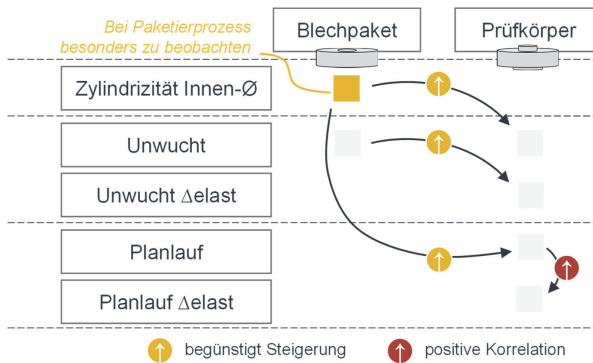 Bei Paketierprozess
besonders zu beobachten
Blechpaket
Prüfkörper
Zylindrizität Innen-Ø
Unwucht
Unwucht Δelast
Planlauf
Planlauf Δelast
begünstigt Steigerung
positive Korrelation